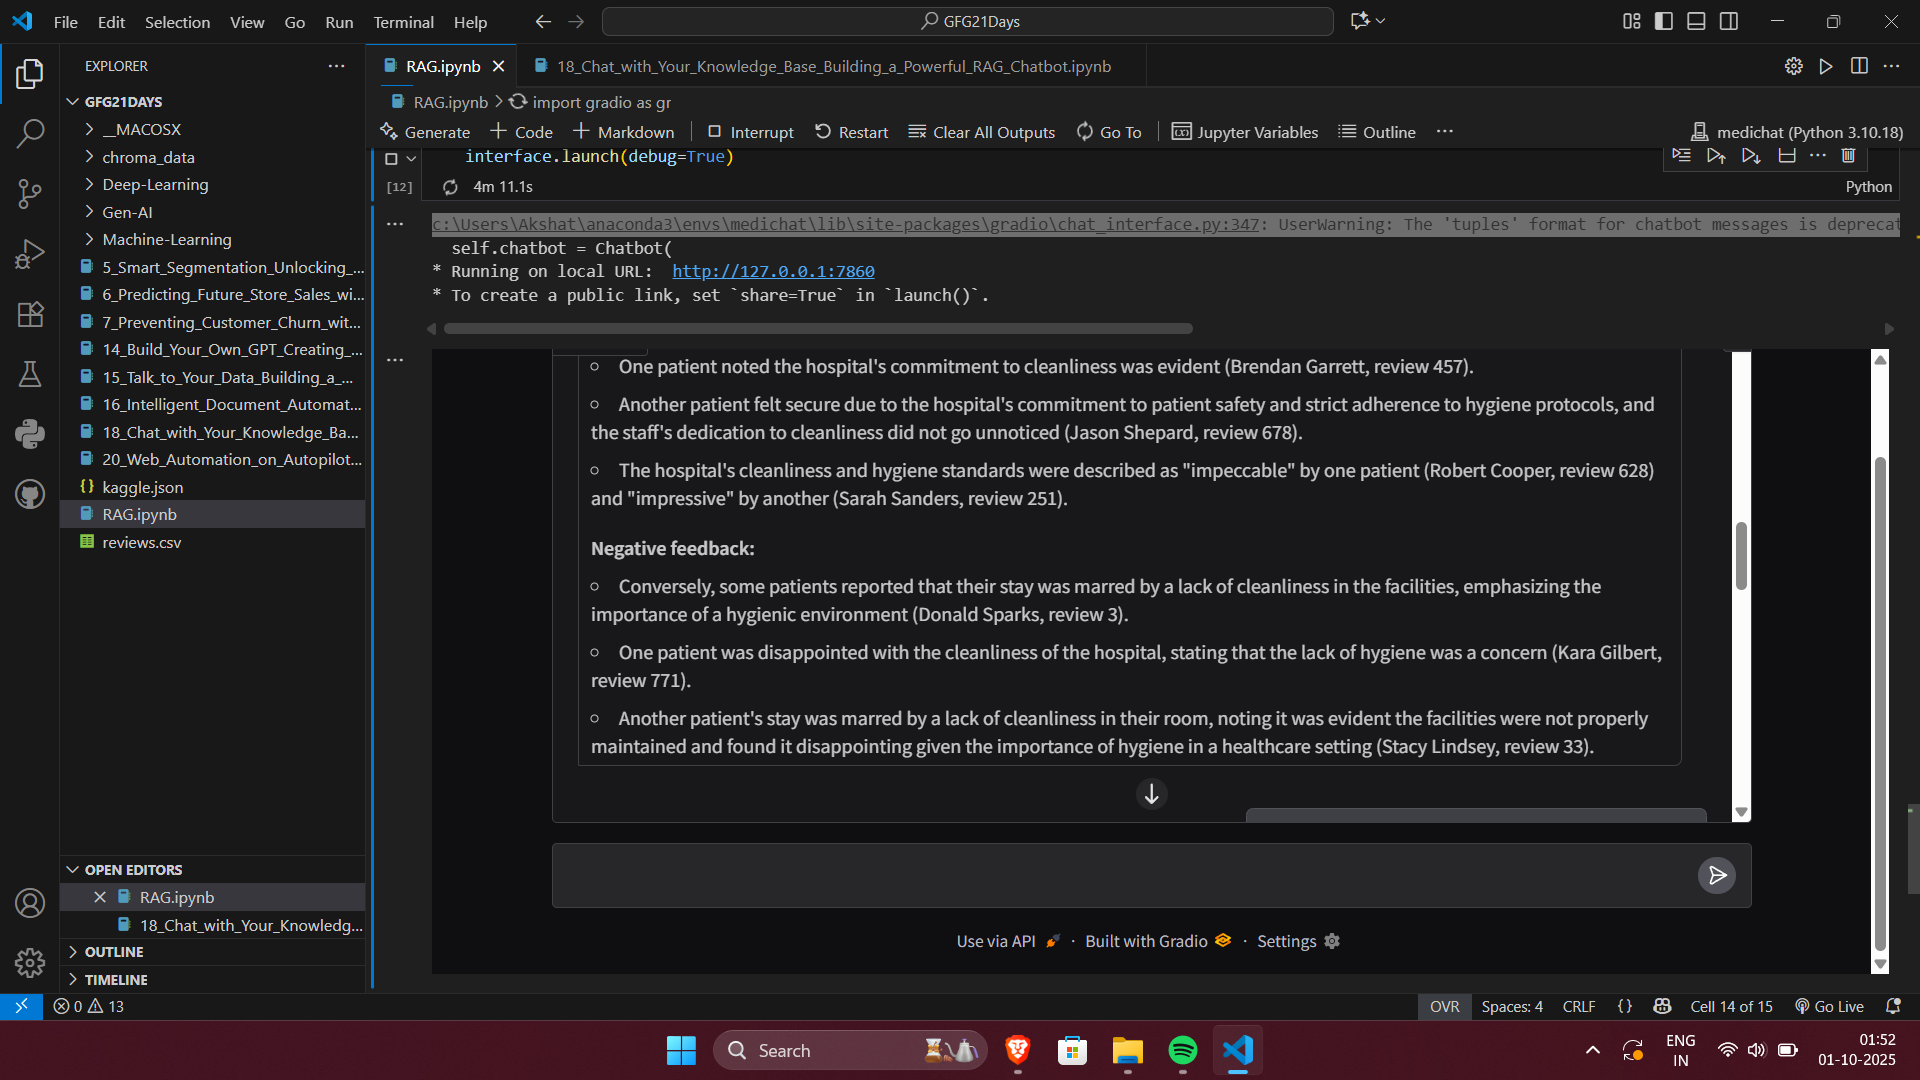 File Edit Selection View Go Run Terminal Help
GFG21Days
EXPLORER
GFG21DAYS
__MACOSX
chroma_data
Deep-Learning
Gen-AI
Machine-Learning
5_Smart_Segmentation_Unlocking_...
6_Predicting_Future_Store_Sales_wi...
7_Preventing_Customer_Churn_wit...
14_Build_Your_Own_GPT_Creating_...
15_Talk_to_Your_Data_Building_a_...
16_Intelligent_Document_Automat...
18_Chat_with_Your_Knowledge_Ba...
20_Web_Automation_on_Autopilot...
kaggle.json
RAG.ipynb
reviews.csv
OPEN EDITORS
RAG.ipynb
18_Chat_with_Your_Knowledg...
OUTLINE
TIMELINE
RAG.ipynb
18_Chat_with_Your_Knowledge_Base_Building_a_Powerful_RAG_Chatbot.ipynb
RAG.ipynb > import gradio as gr
Generate + Code + Markdown Interrupt Restart Clear All Outputs Go To Jupyter Variables Outline ... medichat (Python 3.10.18)
interface.launch(debug=True)
[12] 4m 11.1s Python
c:\Users\Akshat\anaconda3\envs\medichat\lib\site-packages\gradio\chat_interface.py:347: UserWarning: The 'tuples' format for chatbot messages is deprecat
self.chatbot = Chatbot(
* Running on local URL: http://127.0.0.1:7860
* To create a public link, set `share=True` in `launch()`.
One patient noted the hospital's commitment to cleanliness was evident (Brendan Garrett, review 457).
Another patient felt secure due to the hospital's commitment to patient safety and strict adherence to hygiene protocols, and
the staff's dedication to cleanliness did not go unnoticed (Jason Shepard, review 678).
The hospital's cleanliness and hygiene standards were described as "impeccable" by one patient (Robert Cooper, review 628)
and "impressive" by another (Sarah Sanders, review 251).
Negative feedback:
Conversely, some patients reported that their stay was marred by a lack of cleanliness in the facilities, emphasizing the
importance of a hygienic environment (Donald Sparks, review 3).
One patient was disappointed with the cleanliness of the hospital, stating that the lack of hygiene was a concern (Kara Gilbert,
review 771).
Another patient's stay was marred by a lack of cleanliness in their room, noting it was evident the facilities were not properly
maintained and found it disappointing given the importance of hygiene in a healthcare setting (Stacy Lindsey, review 33).
Use via API · Built with Gradio · Settings
0 13 OVR Spaces: 4 CRLF {} Cell 14 of 15 Go Live
Search
ENG
IN
01:52
01-10-2025